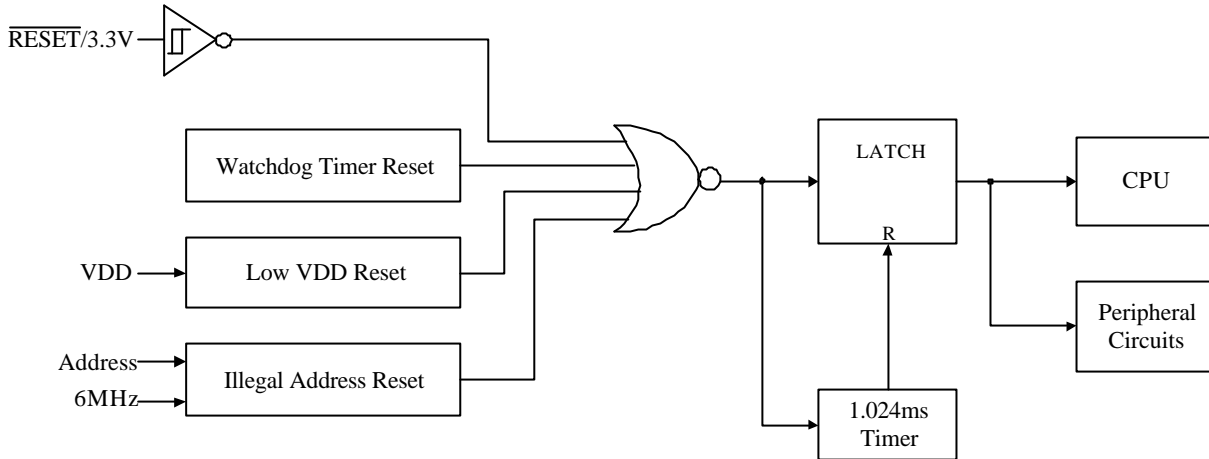 RESET/3.3V
Watchdog Timer Reset
VDD
Low VDD Reset
Address
6MHz
Illegal Address Reset
LATCH
R
1.024ms
Timer
CPU
Peripheral
Circuits